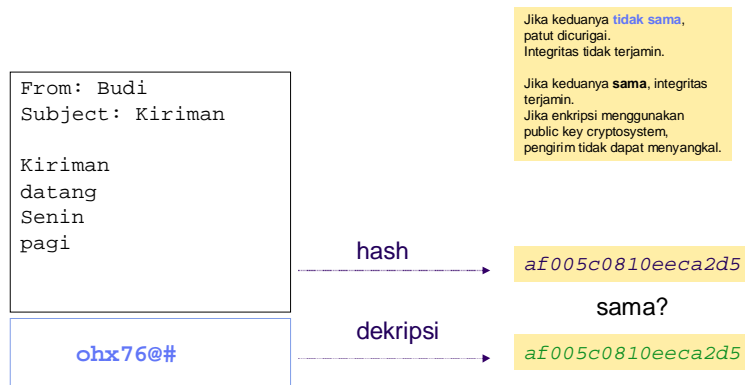 Jika keduanya tidak sama,
patut dicurigai.
Integritas tidak terjamin.
Jika keduanya sama, integritas
terjamin.
Jika enkripsi menggunakan
public key cryptosystem,
pengirim tidak dapat menyangkal.
From: Budi
Subject: Kiriman
Kiriman
datang
Senin
pagi
hash
af005c0810eeca2d5
sama?
ohx76@#
dekripsi
af005c0810eeca2d5